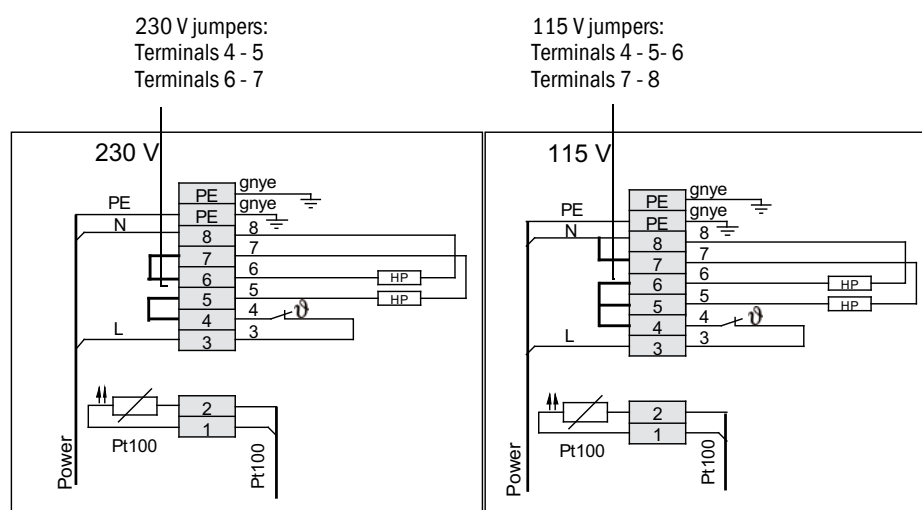 230 V jumpers:
Terminals 4 - 5
Terminals 6 - 7
115 V jumpers:
Terminals 4 - 5- 6
Terminals 7 - 8
230 V
PE gnye
PE PE gnye
N 8 8
7 7
6 6 HP
5 5 HP
4 4 ϑ
L 3 3
2
1
Pt100
Power
Pt100
115 V
PE gnye
PE PE gnye
N 8 8
7 7
6 6 HP
5 5 HP
4 4 ϑ
L 3 3
2
1
Pt100
Power
Pt100